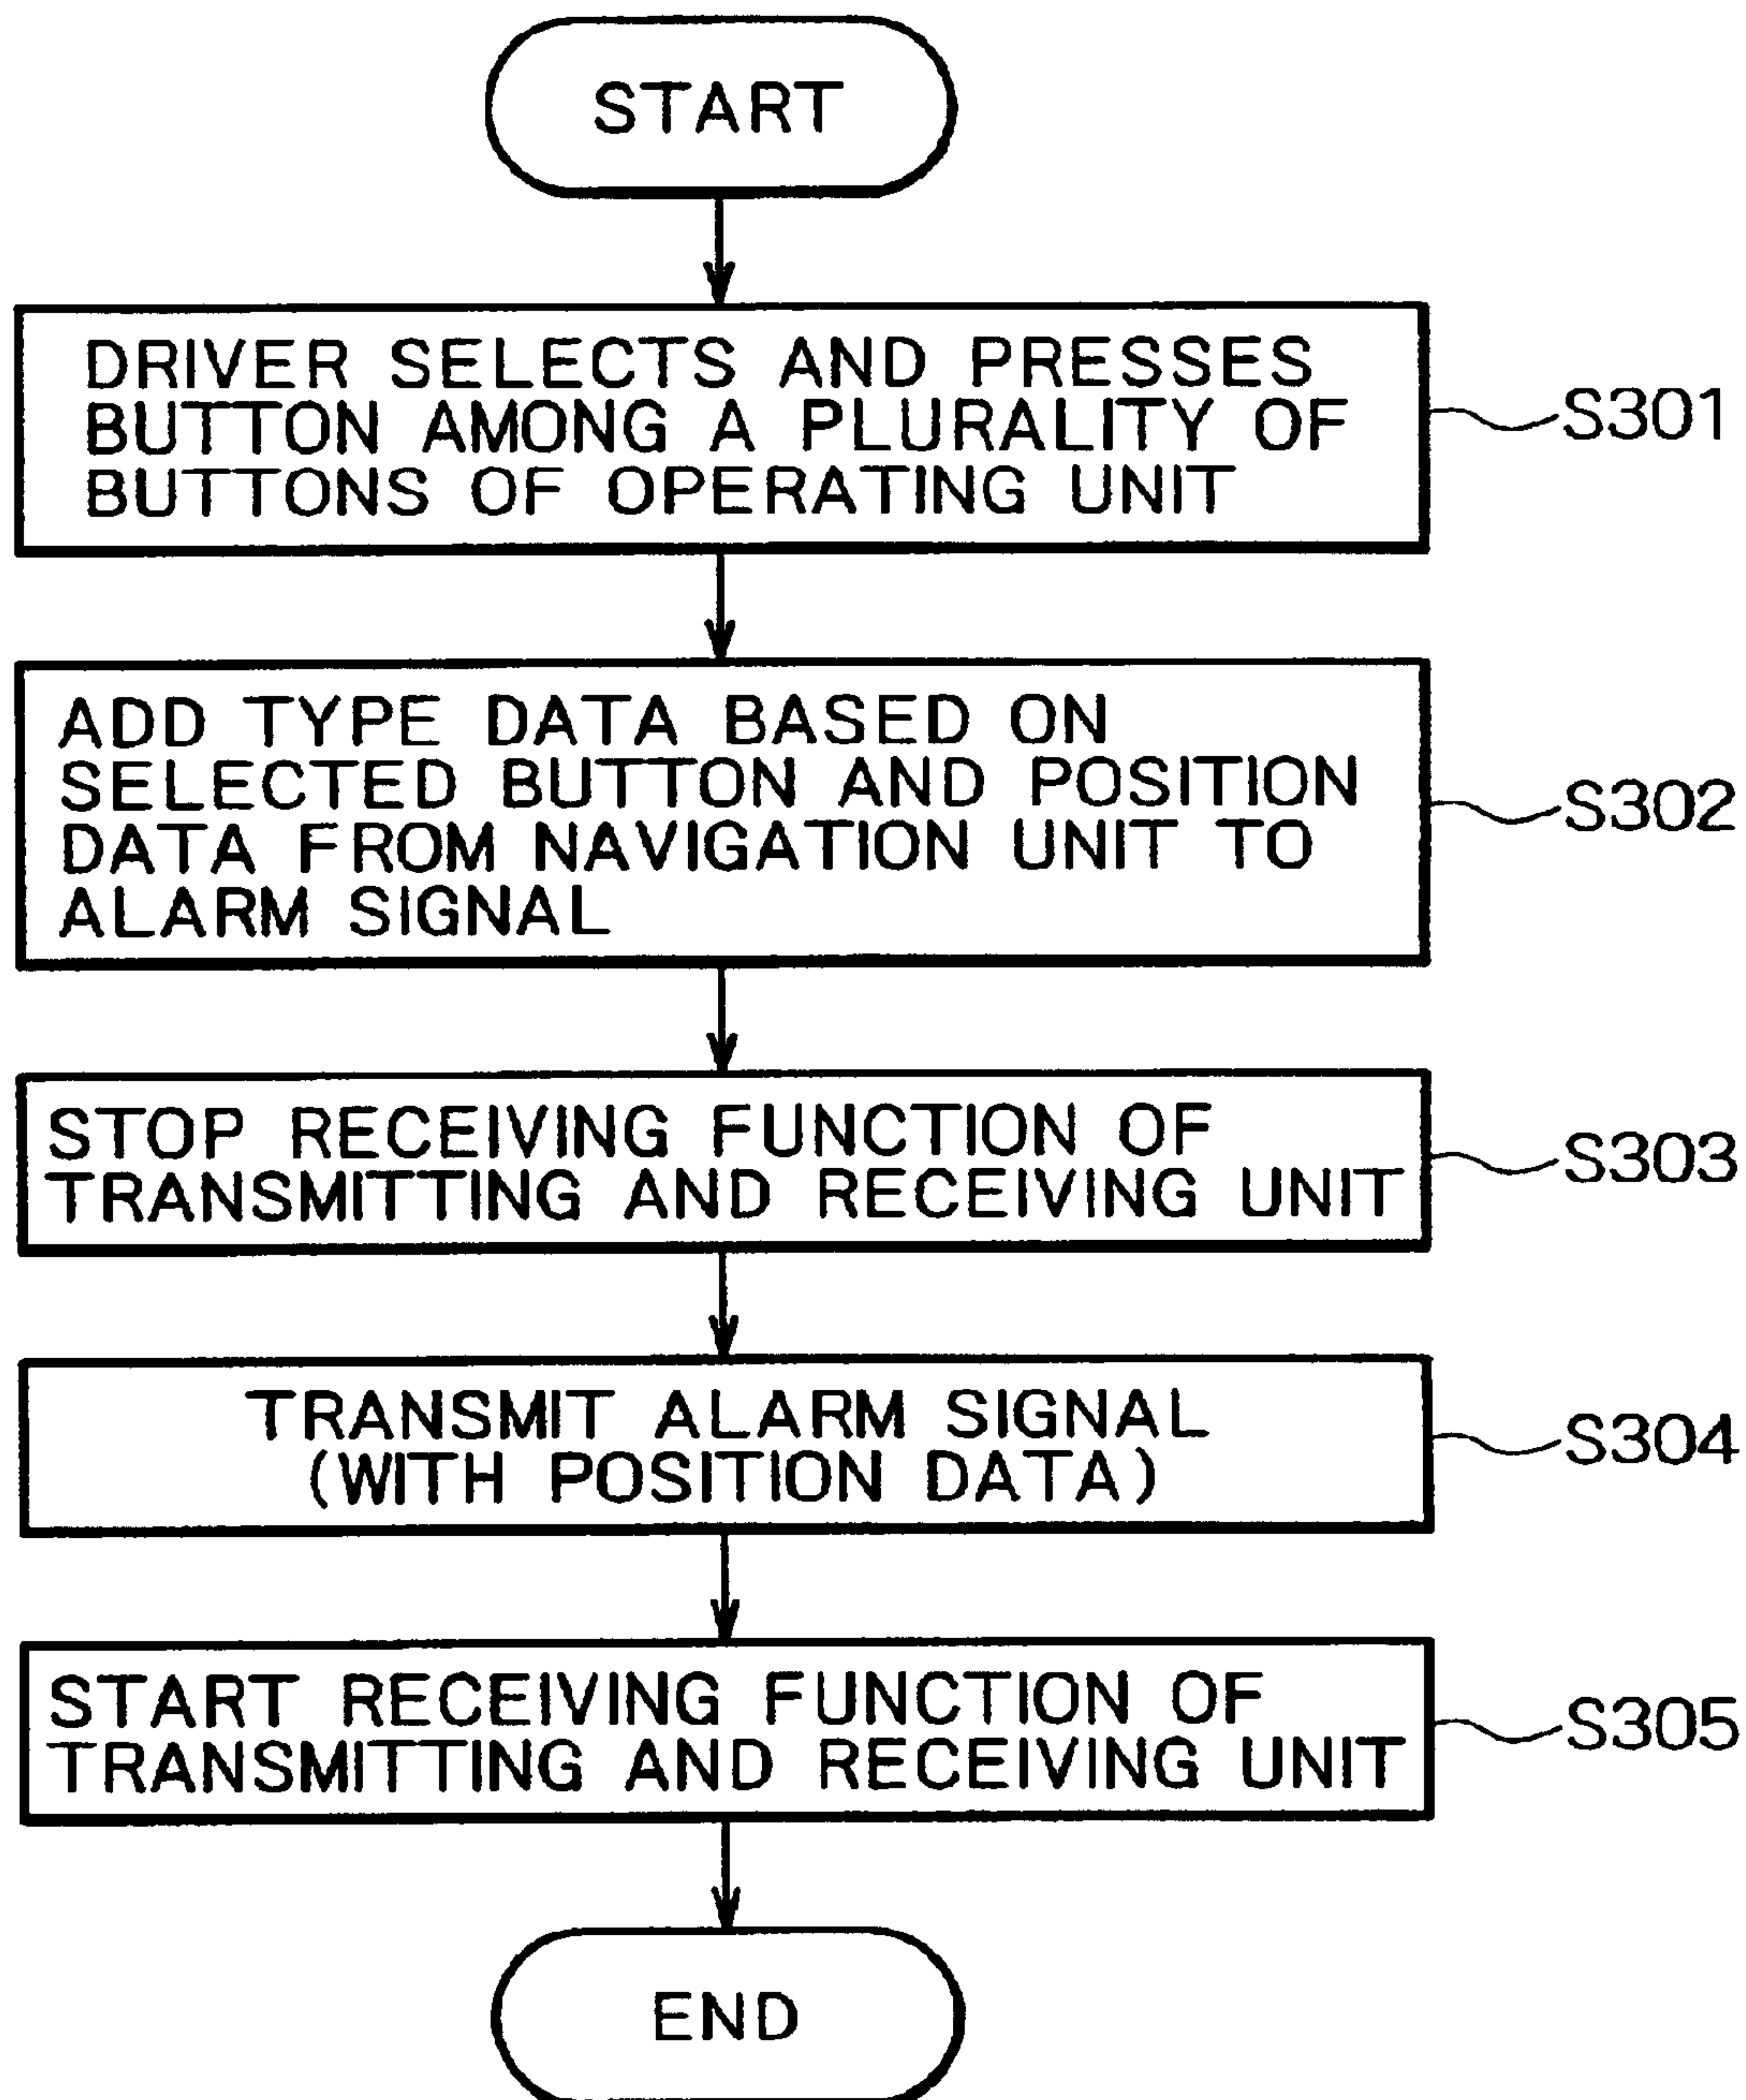 START
DRIVER SELECTS AND PRESSES
BUTTON AMONG A PLURALITY OF
BUTTONS OF OPERATING UNIT
S301
ADD TYPE DATA BASED ON
SELECTED BUTTON AND POSITION
DATA FROM NAVIGATION UNIT TO
ALARM SIGNAL
S302
STOP RECEIVING FUNCTION OF
TRANSMITTING AND RECEIVING UNIT
S303
TRANSMIT ALARM SIGNAL
(WITH POSITION DATA)
S304
START RECEIVING FUNCTION OF
TRANSMITTING AND RECEIVING UNIT
S305
END